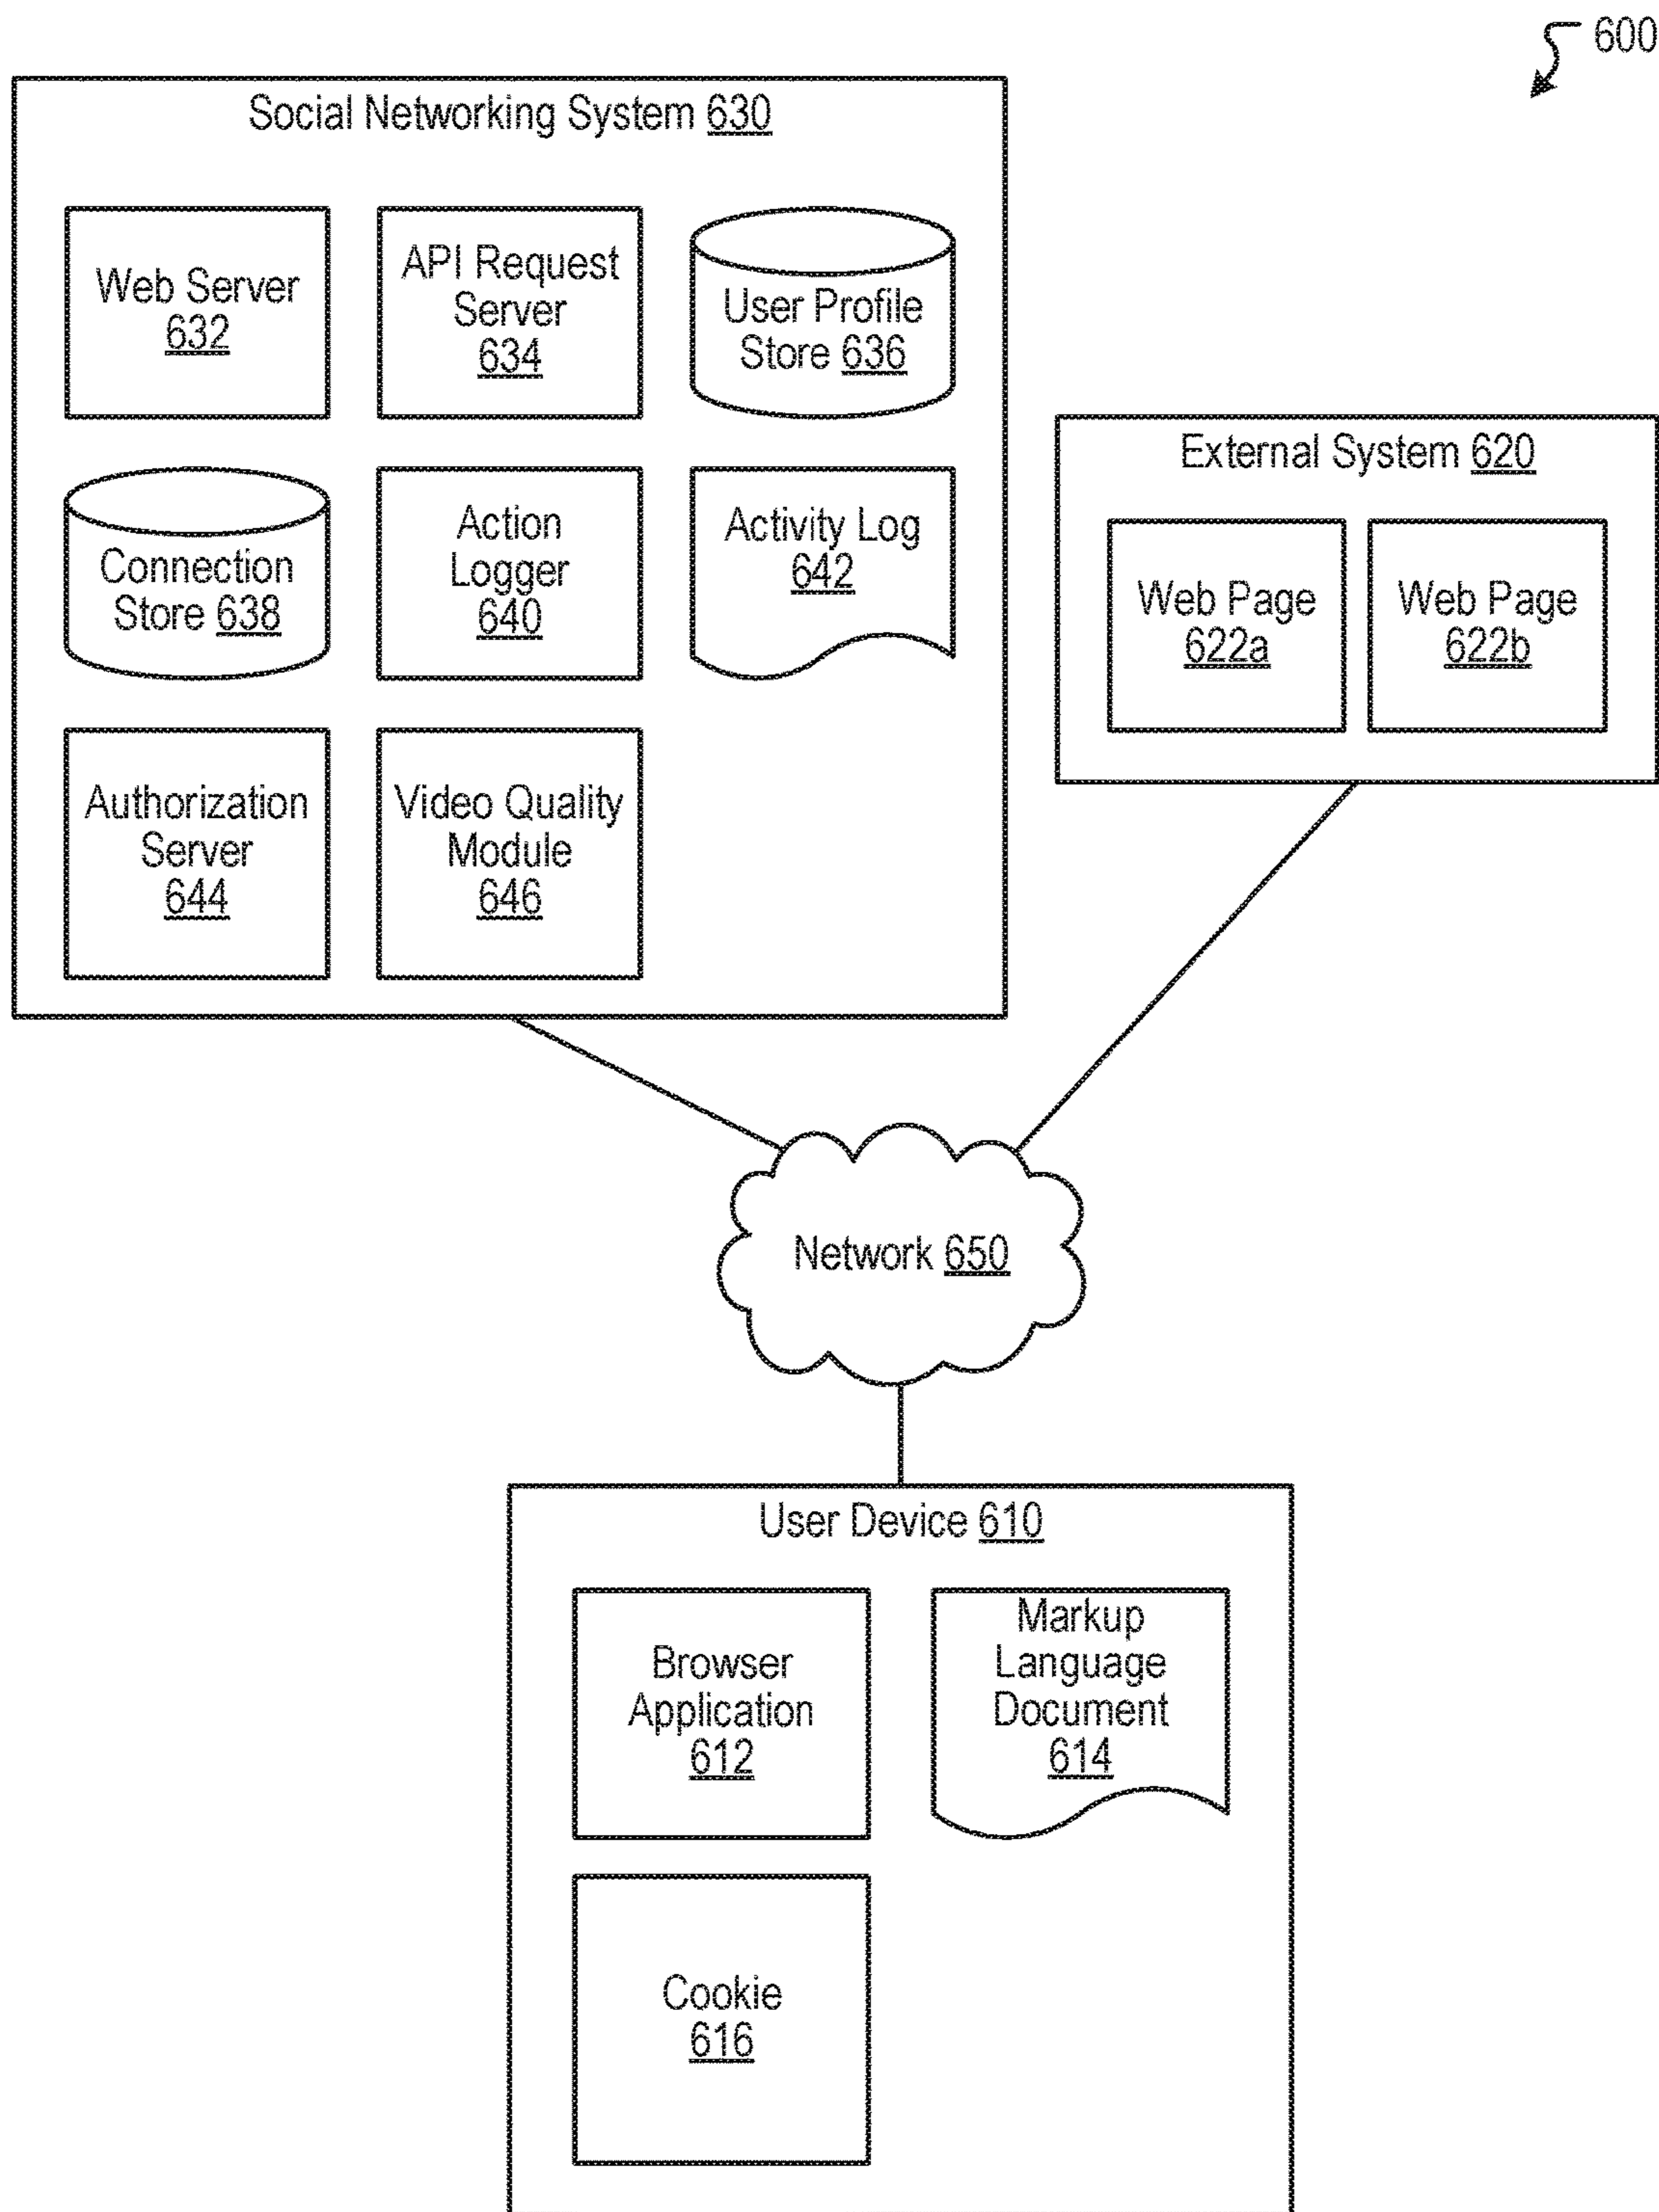 600
Social Networking System 630
Web Server
632
API Request
Server
634
User Profile
Store 636
Connection
Store 638
Action
Logger
640
Activity Log
642
Authorization
Server
644
Video Quality
Module
646
External System 620
Web Page
622a
Web Page
622b
Network 650
User Device 610
Browser
Application
612
Markup
Language
Document
614
Cookie
616